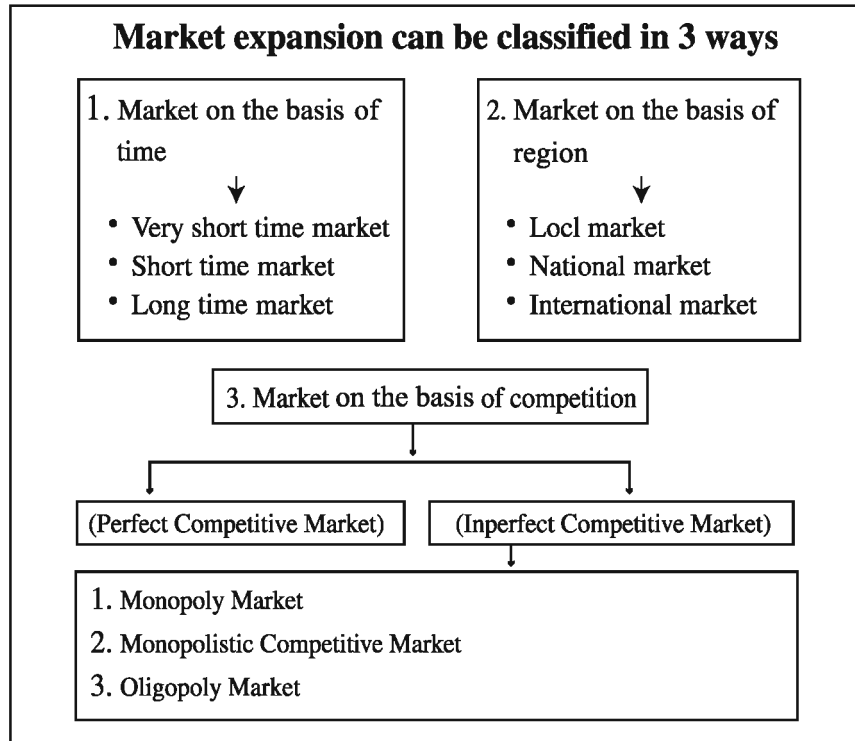 Market expansion can be classified in 3 ways
1. Market on the basis of
time
• Very short time market
• Short time market
• Long time market
2. Market on the basis of
region
• Locl market
• National market
• International market
3. Market on the basis of competition
(Perfect Competitive Market)
(Inperfect Competitive Market)
1. Monopoly Market
2. Monopolistic Competitive Market
3. Oligopoly Market